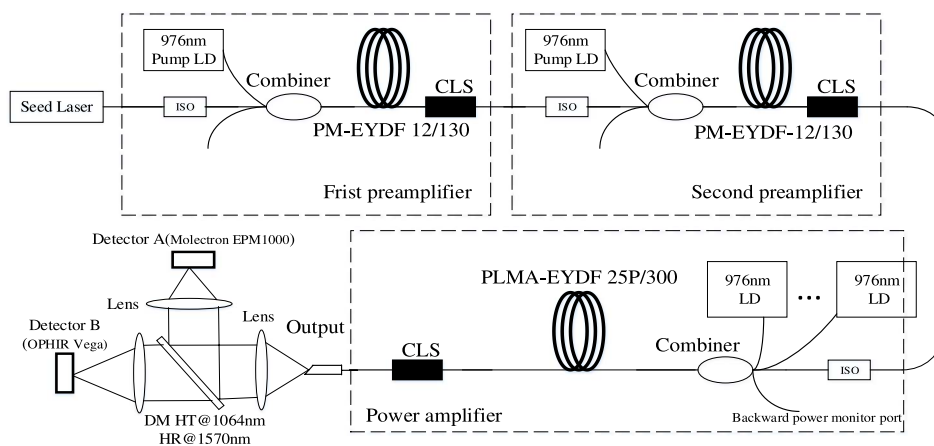 976nm
Pump LD
Combiner
CLS
Seed Laser
ISO
PM-EYDF 12/130
Frist preamplifier
976nm
Pump LD
Combiner
CLS
ISO
PM-EYDF-12/130
Second preamplifier
Detector A(Molectron EPM1000)
Lens
Lens
Detector B
(OPHIR Vega)
Output
DM HT@1064nm
HR@1570nm
PLMA-EYDF 25P/300
976nm
LD
...
976nm
LD
CLS
Combiner
ISO
Power amplifier
Backward power monitor port